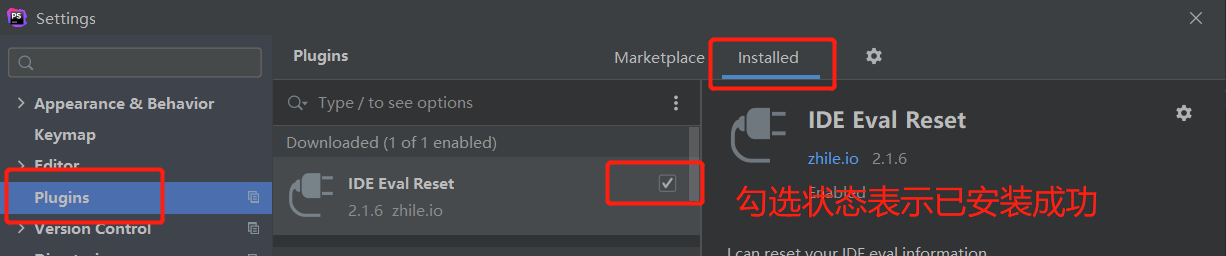 PS Settings
Plugins
Marketplace
Installed
Appearance & Behavior
Keymap
Editor
Plugins
Version Control
Type / to see options
Downloaded (1 of 1 enabled)
IDE Eval Reset
2.1.6 zhile.io
IDE Eval Reset
zhile.io 2.1.6
Enabled
勾选状态表示已安装成功
I can reset your IDE eval information.